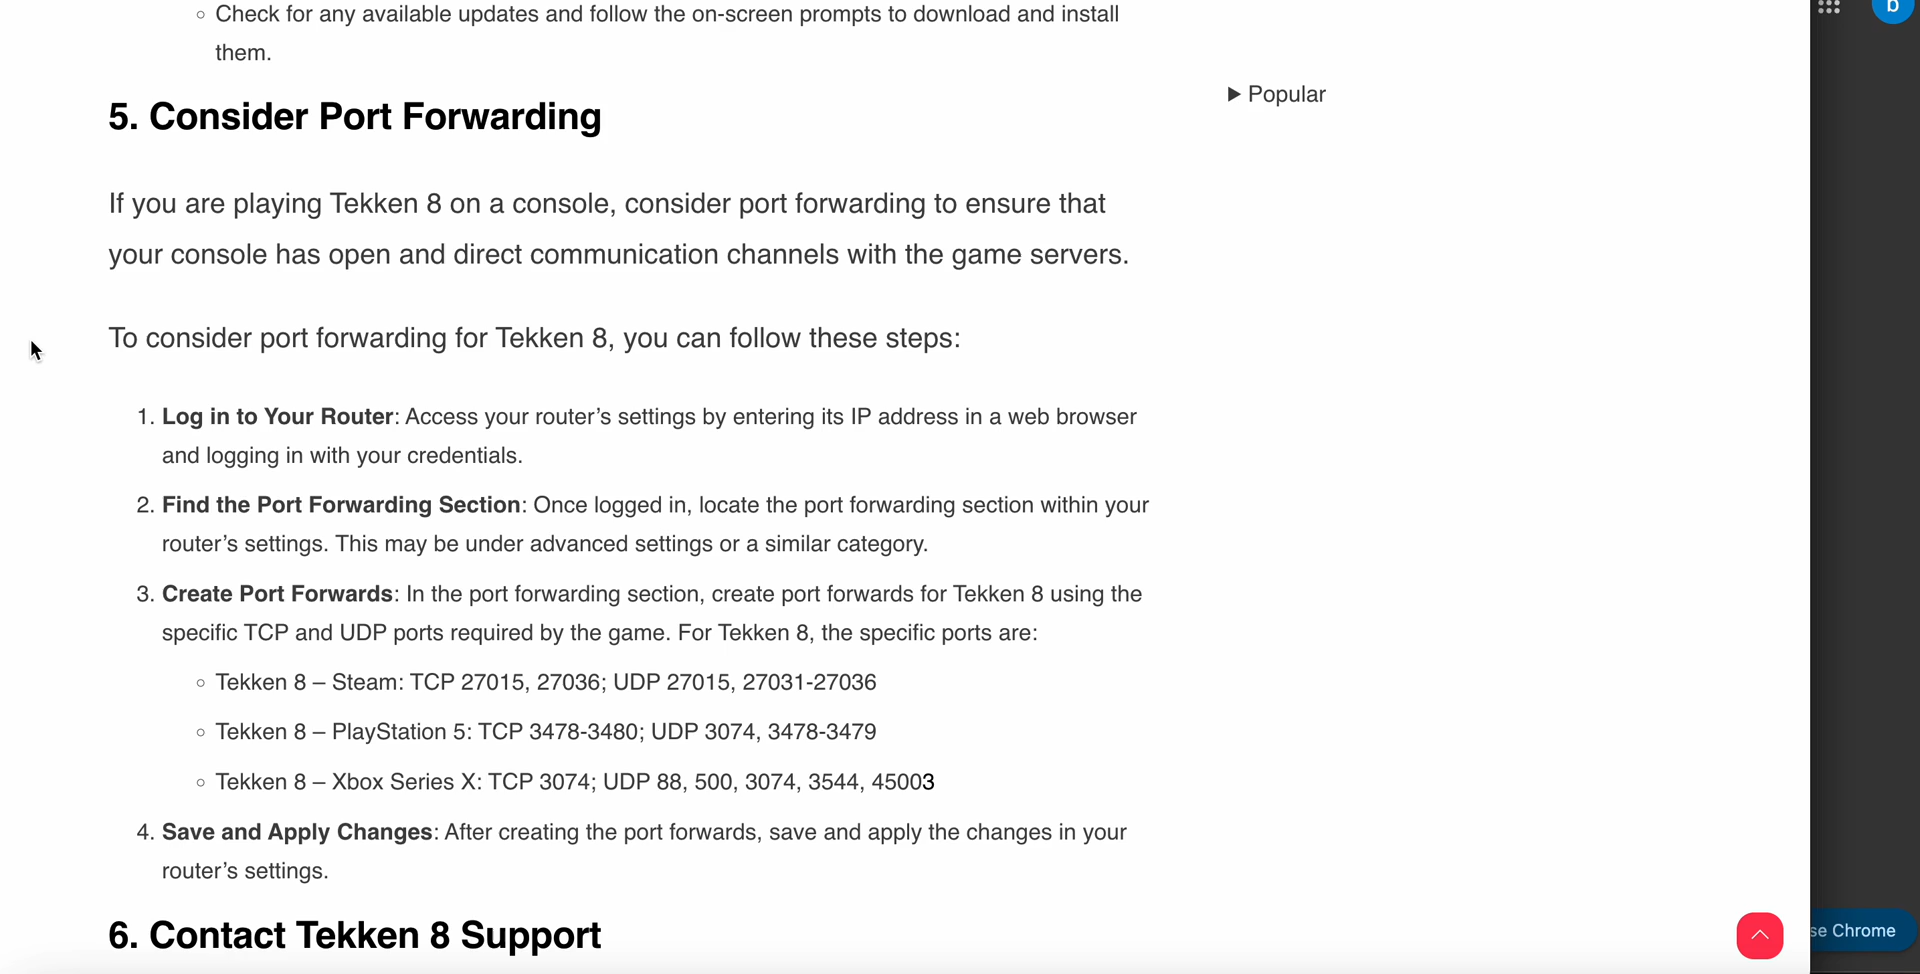 Check for any available updates and follow the on-screen prompts to download and install
them.
b
Popular
5. Consider Port Forwarding
If you are playing Tekken 8 on a console, consider port forwarding to ensure that
your console has open and direct communication channels with the game servers.
To consider port forwarding for Tekken 8, you can follow these steps:
1. Log in to Your Router: Access your router’s settings by entering its IP address in a web browser
and logging in with your credentials.
2. Find the Port Forwarding Section: Once logged in, locate the port forwarding section within your
router’s settings. This may be under advanced settings or a similar category.
3. Create Port Forwards: In the port forwarding section, create port forwards for Tekken 8 using the
specific TCP and UDP ports required by the game. For Tekken 8, the specific ports are:
Tekken 8 – Steam: TCP 27015, 27036; UDP 27015, 27031-27036
Tekken 8 – PlayStation 5: TCP 3478-3480; UDP 3074, 3478-3479
Tekken 8 – Xbox Series X: TCP 3074; UDP 88, 500, 3074, 3544, 45003
4. Save and Apply Changes: After creating the port forwards, save and apply the changes in your
router’s settings.
6. Contact Tekken 8 Support
se Chrome